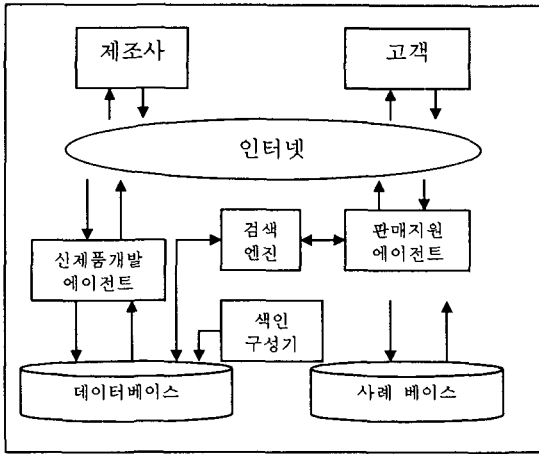 제조사
고객
인터넷
검색
엔진
판매지원
에이전트
신제품개발
에이전트
색인
구성기
데이터베이스
사례 베이스